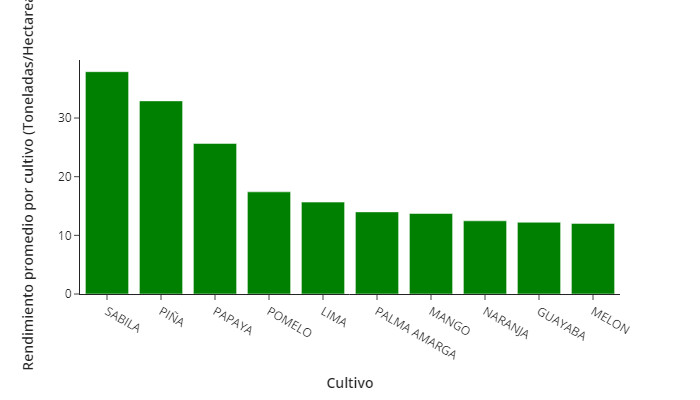 Rendimiento promedio por cultivo (Toneladas/Hectarea
30
20
10
0
SABILA
PIÑA
PAPAYA
POMELO
LIMA
PALMA AMARGA
MANGO
NARANJA
GUAYABA
MELON
Cultivo